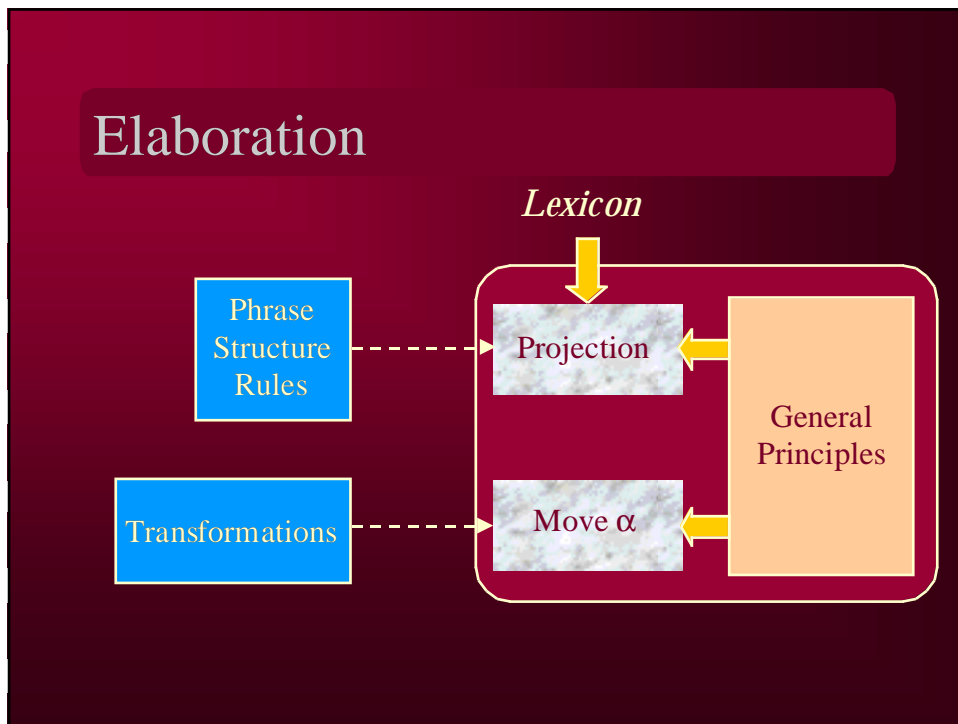 Elaboration
Lexicon
Phrase
Structure
Rules
Projection
General
Principles
Transformations
Move α